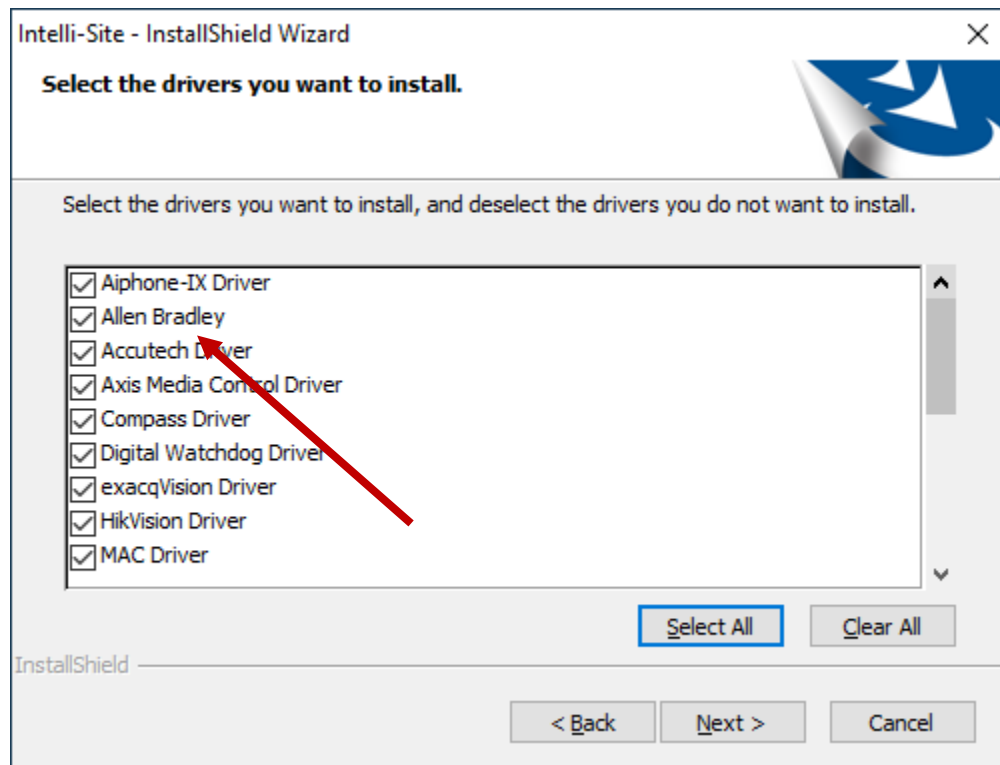 Intelli-Site - InstallShield Wizard
Select the drivers you want to install.
Select the drivers you want to install, and deselect the drivers you do not want to install.
Aiphone-IX Driver
Allen Bradley
Accutech Driver
Axis Media Control Driver
Compass Driver
Digital Watchdog Driver
exacqVision Driver
HikVision Driver
MAC Driver
Select All
Clear All
InstallShield
< Back
Next >
Cancel